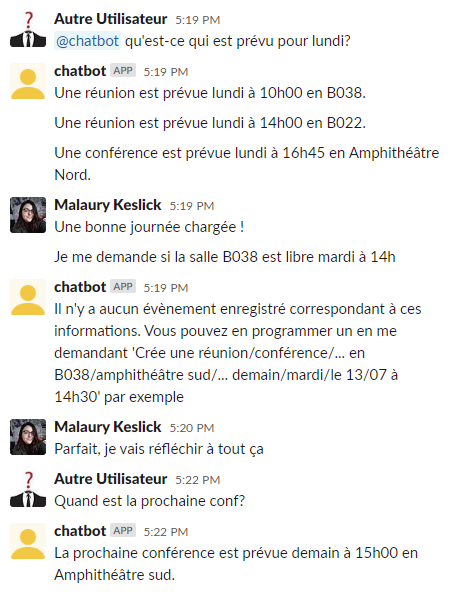 ?
Autre Utilisateur 5:19 PM
@chatbot qu'est-ce qui est prévu pour lundi?
chatbot APP 5:19 PM
Une réunion est prévue lundi à 10h00 en B038.
Une réunion est prévue lundi à 14h00 en B022.
Une conférence est prévue lundi à 16h45 en Amphithéâtre
Nord.
Malaury Keslick 5:19 PM
Une bonne journée chargée !
Je me demande si la salle B038 est libre mardi à 14h
chatbot APP 5:19 PM
Il n'y a aucun évènement enregistré correspondant à ces
informations. Vous pouvez en programmer un en me
demandant 'Crée une réunion/conférence/... en
B038/amphithéâtre sud/... demain/mardi/le 13/07 à
14h30' par exemple
Malaury Keslick 5:20 PM
Parfait, je vais réfléchir à tout ça
?
Autre Utilisateur 5:22 PM
Quand est la prochaine conf?
chatbot APP 5:22 PM
La prochaine conférence est prévue demain à 15h00 en
Amphithéâtre sud.